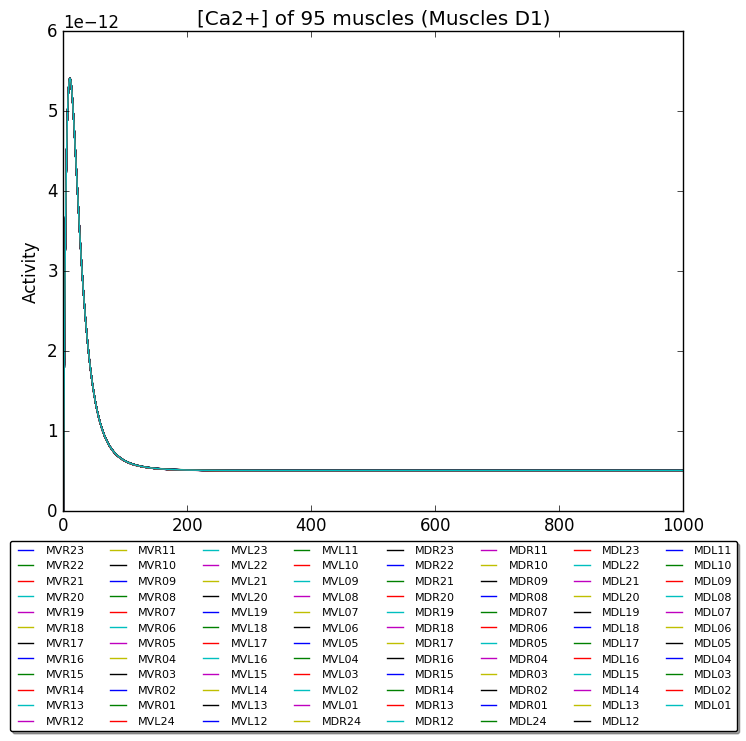 [Ca2+] of 95 muscles (Muscles D1)
1e−12
6
5
4
3
2
1
0
Activity
0 200 400 600 800 1000
MVR23 MVR11 MVL23 MVL11 MDR23 MDR11 MDL23 MDL11
MVR22 MVR10 MVL22 MVL10 MDR22 MDR10 MDL22 MDL10
MVR21 MVR09 MVL21 MVL09 MDR21 MDR09 MDL21 MDL09
MVR20 MVR08 MVL20 MVL08 MDR20 MDR08 MDL20 MDL08
MVR19 MVR07 MVL19 MVL07 MDR19 MDR07 MDL19 MDL07
MVR18 MVR06 MVL18 MVL06 MDR18 MDR06 MDL18 MDL06
MVR17 MVR05 MVL17 MVL05 MDR17 MDR05 MDL17 MDL05
MVR16 MVR04 MVL16 MVL04 MDR16 MDR04 MDL16 MDL04
MVR15 MVR03 MVL15 MVL03 MDR15 MDR03 MDL15 MDL03
MVR14 MVR02 MVL14 MVL02 MDR14 MDR02 MDL14 MDL02
MVR13 MVR01 MVL13 MVL01 MDR13 MDR01 MDL13 MDL01
MVR12 MVL24 MVL12 MDR24 MDR12 MDL24 MDL12